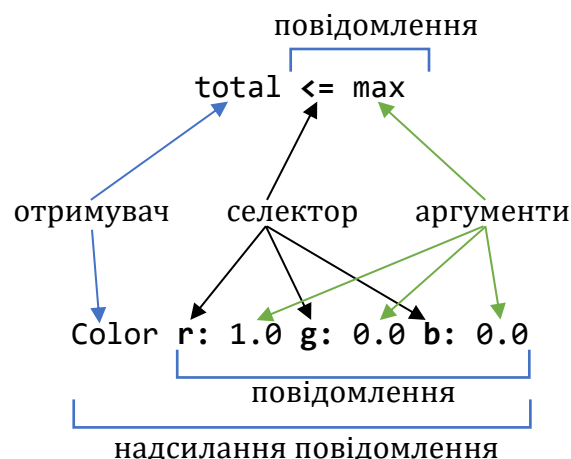 повідомлення
total <= max
отримувач селектор аргументи
Color r: 1.0 g: 0.0 b: 0.0
повідомлення
надсилання повідомлення